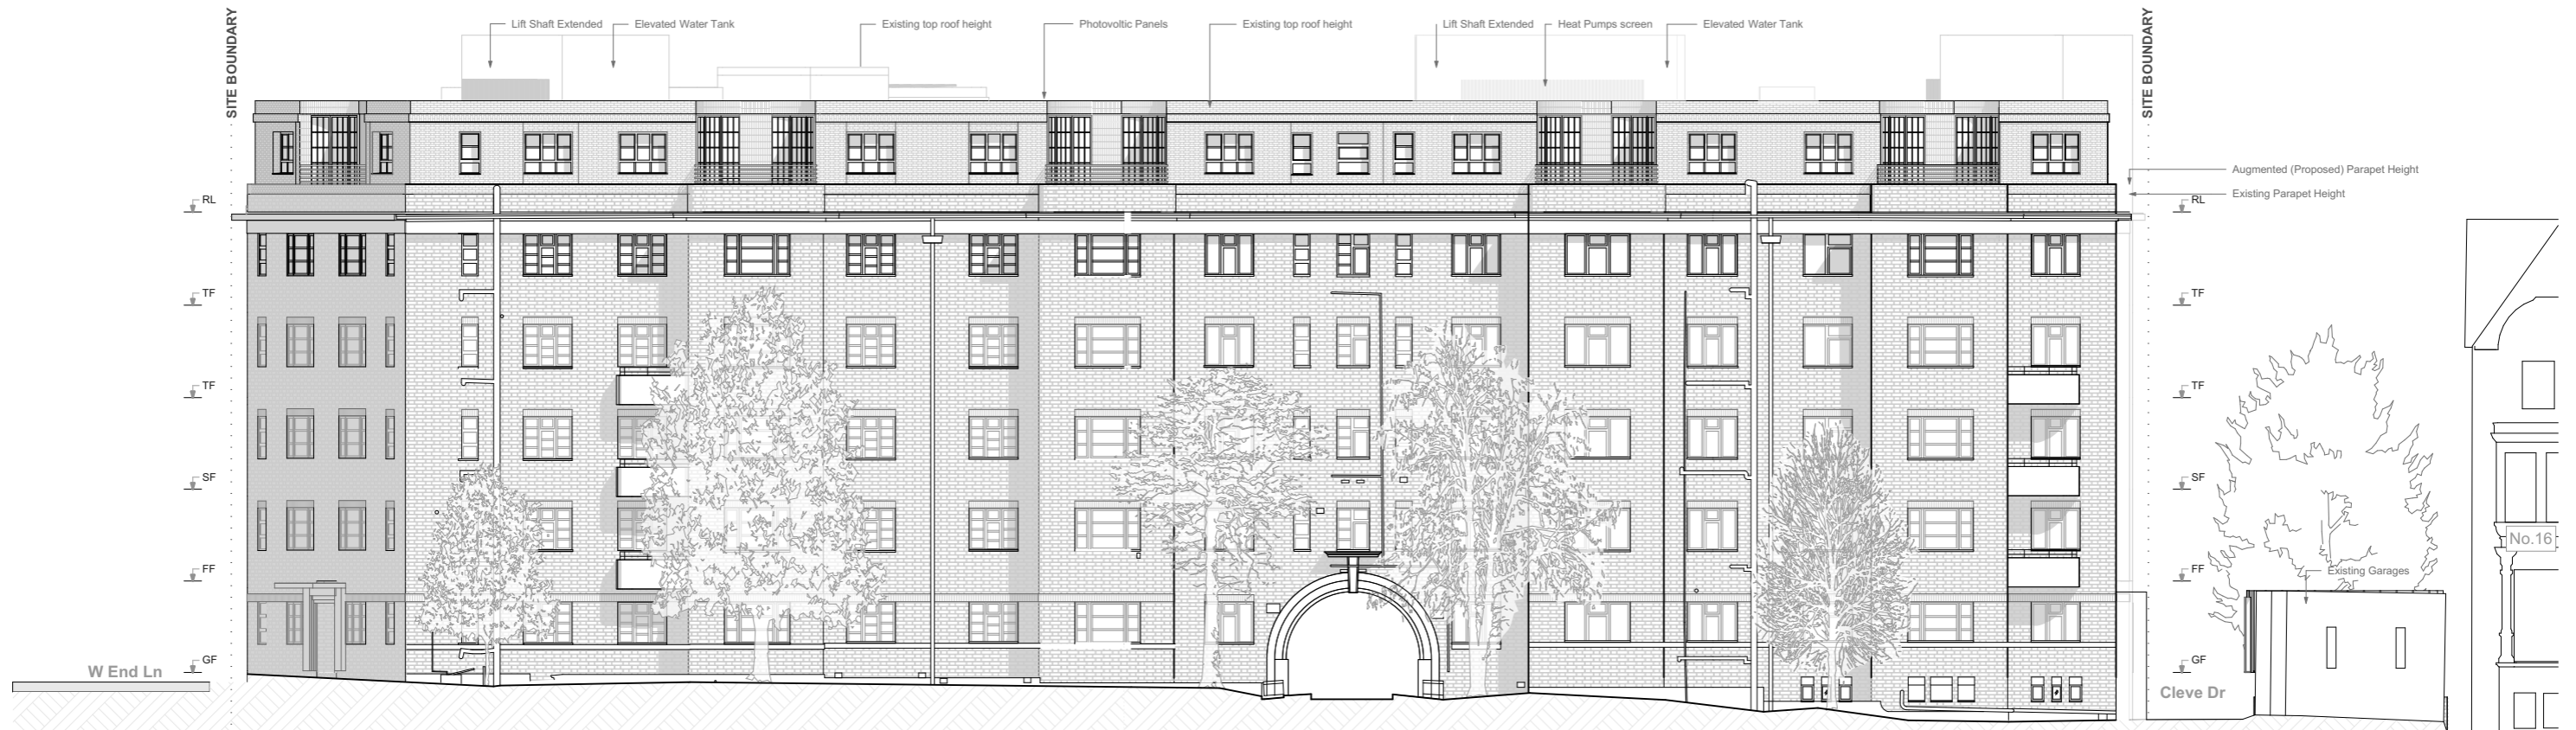 SITE BOUNDARY
Lift Shaft Extended
Elevated Water Tank
Existing top roof height
Photovoltic Panels
Existing top roof height
Lift Shaft Extended
Heat Pumps screen
Elevated Water Tank
SITE BOUNDARY
Augmented (Proposed) Parapet Height
Existing Parapet Height
RL
RL
TF
TF
TF
TF
SF
SF
No.16
FF
FF
Existing Garages
GF
GF
W End Ln
Cleve Dr